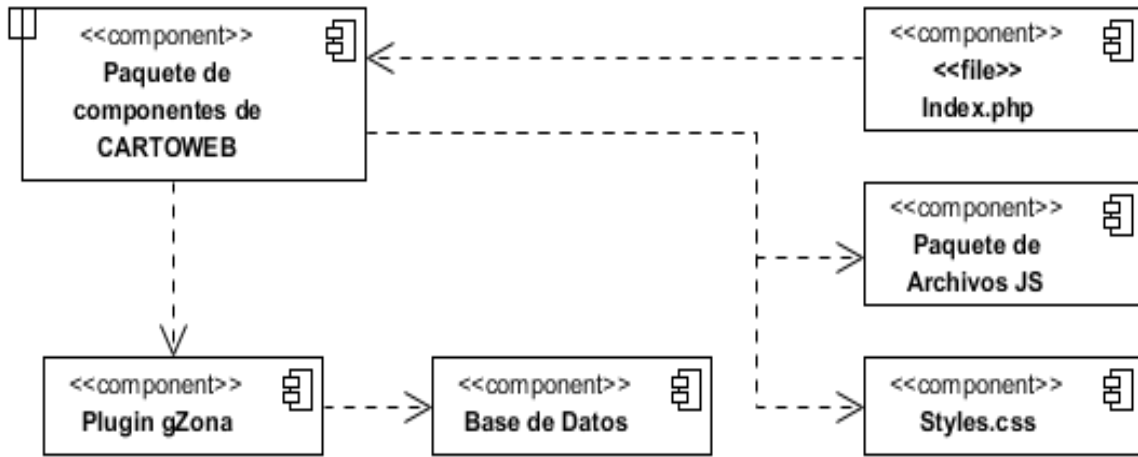 <<component>>
Paquete de
componentes de
CARTOWEB
<<component>>
<<file>>
Index.php
<<component>>
Paquete de
Archivos JS
<<component>>
Plugin gZona
<<component>>
Base de Datos
<<component>>
Styles.css